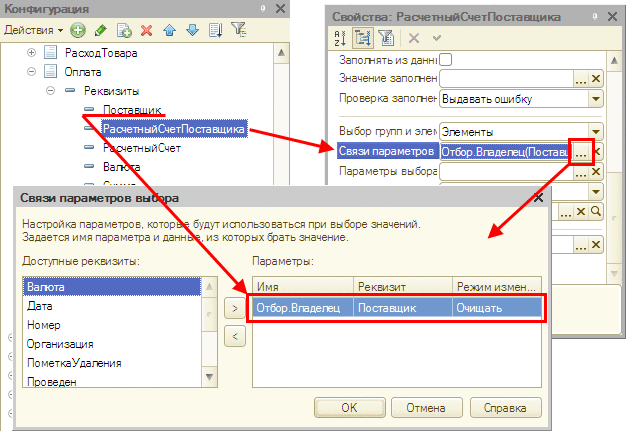 Конфигурация
Действия
РасходТовара
Оплата
Реквизиты
Поставщик
РасчетныйСчетПоставщика
РасчетныйСчет
Валюта
Свойства: РасчетныйСчетПоставщика
Заполнять из данн
Значение заполнен
Проверка заполнен
Выдавать ошибку
Выбор групп и элем
Элементы
Связи параметров
Отбор.Владелец(Постави
...
Параметры выбора
Связи параметров выбора
Настройка параметров, которые будут использоваться при выборе значений.
Задается имя параметра и данные, из которых брать значение.
Доступные реквизиты:
Валюта
Дата
Номер
Организация
ПометкаУдаления
Проведен
>
<
Параметры:
Имя
Реквизит
Режим измен...
Отбор.Владелец
Поставщик
Очищать
OK
Отмена
Справка